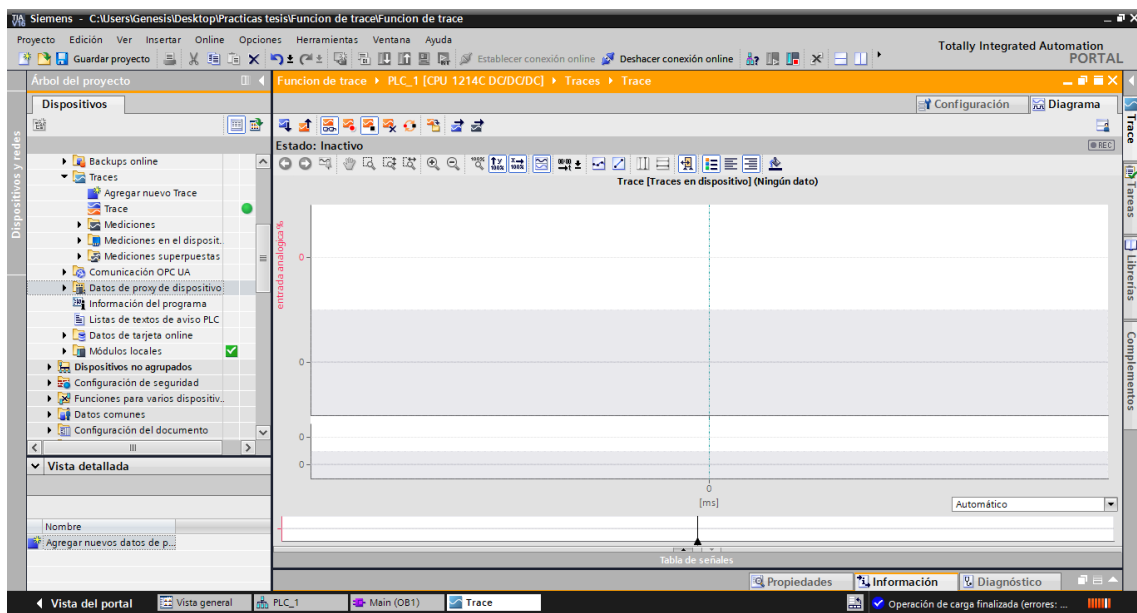 Siemens - C:\Users\Genesis\Desktop\Practicas tesis\Funcion de trace\Funcion de trace
Proyecto Edición Ver Insertar Online Opciones Herramientas Ventana Ayuda
Totally Integrated Automation
PORTAL
Guardar proyecto
Establecer conexión online
Deshacer conexión online
Árbol del proyecto
Funcion de trace PLC_1 [CPU 1214C DC/DC/DC] Traces Trace
Dispositivos
Configuración
Diagrama
Dispositivos y redes
Backups online
Traces
Agregar nuevo Trace
Trace
Mediciones
Mediciones en el disposit..
Mediciones superpuestas
Comunicación OPC UA
Datos de proxy de dispositivo
Información del programa
Listas de textos de aviso PLC
Datos de tarjeta online
Módulos locales
Dispositivos no agrupados
Configuración de seguridad
Funciones para varios dispositiv..
Datos comunes
Configuración del documento
Vista detallada
Nombre
Agregar nuevos datos de p...
Estado: Inactivo
REC
Trace [Traces en dispositivo] (Ningún dato)
entrada analogica %
0
0
0
0
0
[ms]
Automático
Tabla de señales
Trace
Tareas
Librerías
Complementos
Propiedades
Información
Diagnóstico
Vista del portal
Vista general
PLC_1
Main (OB1)
Trace
Operación de carga finalizada (errores: ...